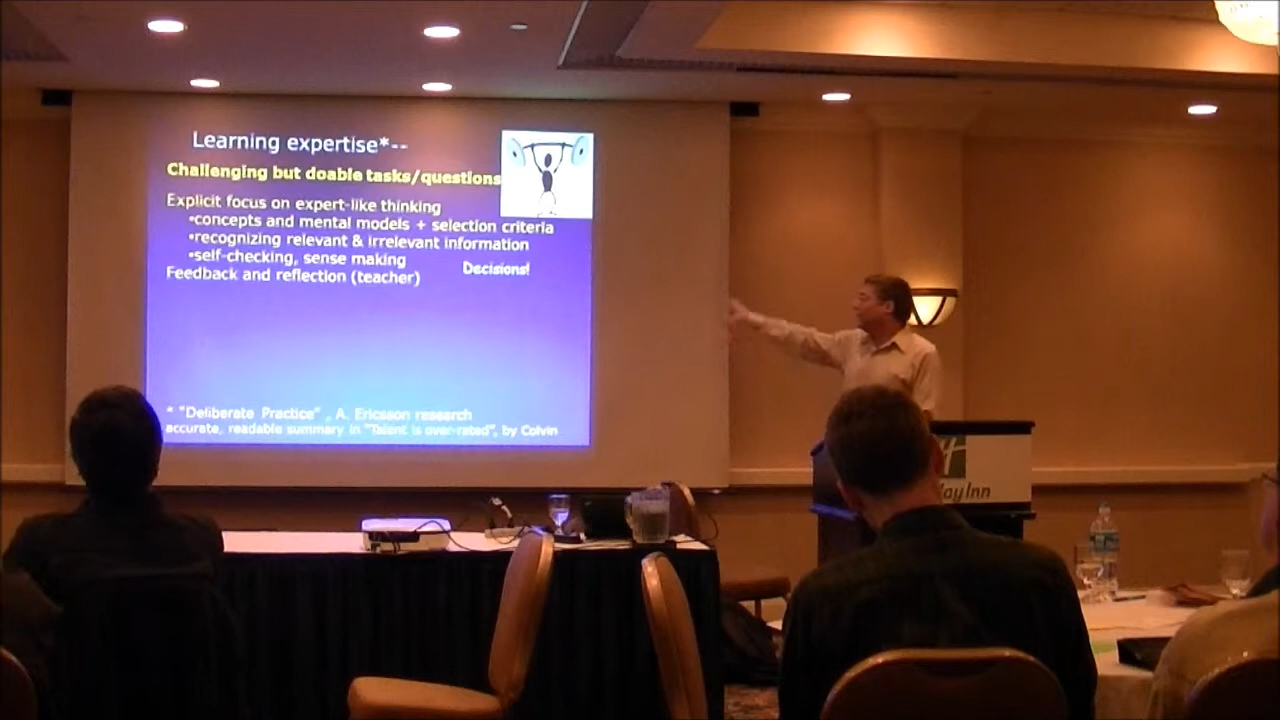 Learning expertise*--
Challenging but doable tasks/questions
Explicit focus on expert-like thinking
•concepts and mental models + selection criteria
•recognizing relevant & irrelevant information
•self-checking, sense making
Decisions!
Feedback and reflection (teacher)
* "Deliberate Practice" , A. Ericsson research
accurate, readable summary in "Talent is over-rated", by Colvin
Inn